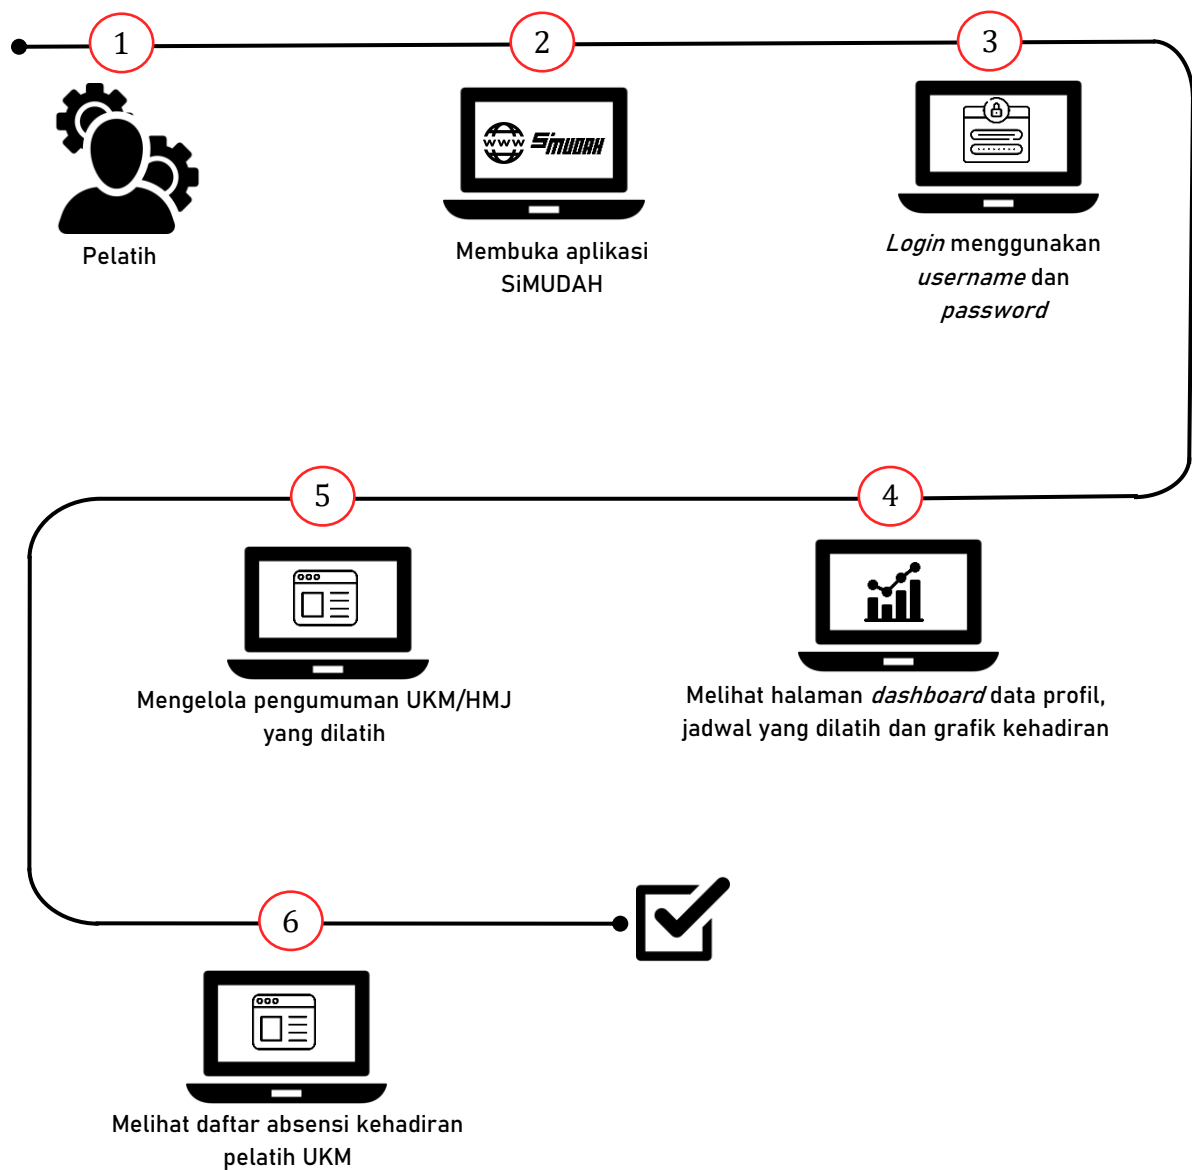 1
2
3
www SiMUDAH
Pelatih
Membuka aplikasi
SiMUDAH
Login menggunakan
username dan
password
4
Melihat halaman dashboard data profil,
jadwal yang dilatih dan grafik kehadiran
5
Mengelola pengumuman UKM/HMJ
yang dilatih
6
Melihat daftar absensi kehadiran
pelatih UKM